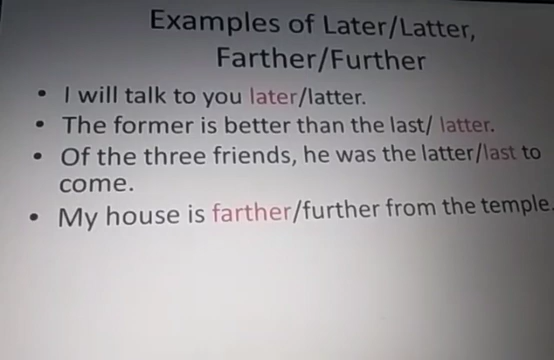 Examples of Later/Latter,
Farther/Further
• I will talk to you later/latter.
• The former is better than the last/ latter.
• Of the three friends, he was the latter/last to
come.
• My house is farther/further from the temple.